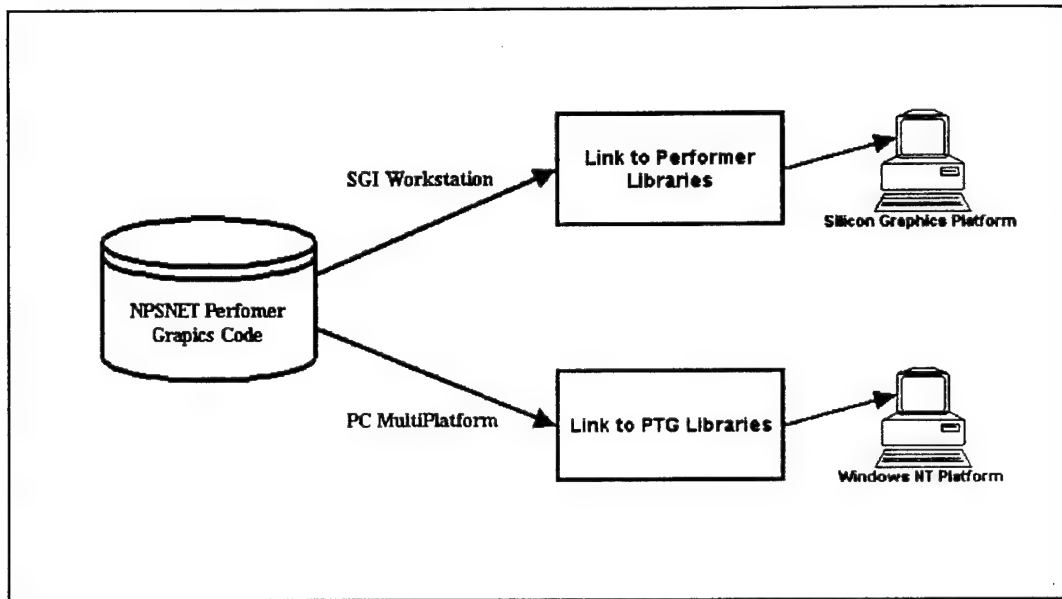 SGI Workstation
Link to Performer
Libraries
Silicon Graphics Platform
NPSNET Perfomer
Grapics Code
PC MultiPlatform
Link to PTG Libraries
Windows NT Platform